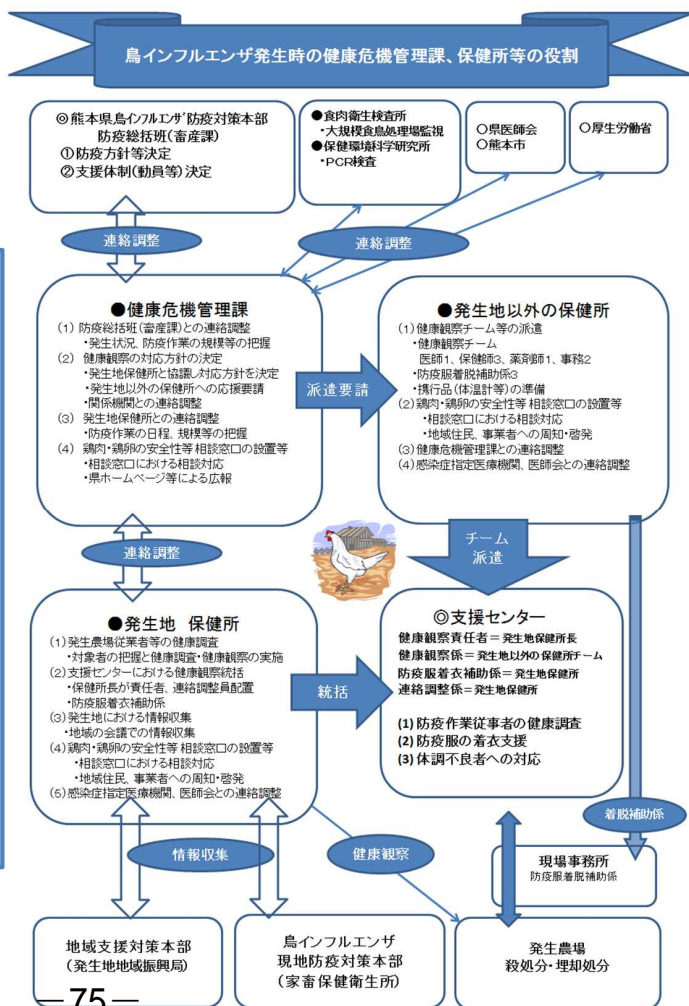 鳥インフルエンザ発生時の健康危機管理課、保健所等の役割
◎熊本県鳥インフルエンザ防疫対策本部
防疫総括班(畜産課)
①防疫方針等決定
②支援体制(動員等)決定
●食肉衛生検査所
・大規模食鳥処理場監視
●保健環境科学研究所
・PCR検査
○県医師会
○熊本市
○厚生労働省
連絡調整
連絡調整
●健康危機管理課
(1) 防疫総括班(畜産課)との連絡調整
・発生状況、防疫作業の規模等の把握
(2) 健康観察の対応方針の決定
・発生地保健所と協議し対応方針を決定
・発生地以外の保健所への応援要請
・関係機関との連絡調整
(3) 発生地保健所との連絡調整
・防疫作業の日程、規模等の把握
(4) 鶏肉・鶏卵の安全性等 相談窓口の設置等
・相談窓口における相談対応
・県ホームページ等による広報
派遣要請
●発生地以外の保健所
(1)健康観察チーム等の派遣
・健康観察チーム
医師1、保健師3、薬剤師1、事務2
・防疫服着脱補助係3
・携行品(体温計等)の準備
(2)鶏肉・鶏卵の安全性等 相談窓口の設置等
・相談窓口における相談対応
・地域住民、事業者への周知・啓発
(3)健康危機管理課との連絡調整
(4)感染症指定医療機関、医師会との連絡調整
連絡調整
チーム
派遣
●発生地 保健所
(1)発生農場従業者等の健康調査
・対象者の把握と健康調査・健康観察の実施
(2)支援センターにおける健康観察統括
・保健所長が責任者、連絡調整員配置
・防疫服着衣補助係
(3)発生地における情報収集
・地域の会議での情報収集
(4)鶏肉・鶏卵の安全性等 相談窓口の設置等
・相談窓口における相談対応
・地域住民、事業者への周知・啓発
(5)感染症指定医療機関、医師会との連絡調整
統括
◎支援センター
健康観察責任者＝発生地保健所長
健康観察係＝発生地以外の保健所チーム
防疫服着衣補助係＝発生地保健所
連絡調整係＝発生地保健所
(1)防疫作業従事者の健康調査
(2)防疫服の着衣支援
(3)体調不良者への対応
着脱補助係
情報収集
健康観察
現場事務所
防疫服着脱補助係
地域支援対策本部
(発生地地域振興局)
鳥インフルエンザ
現地防疫対策本部
(家畜保健衛生所)
発生農場
殺処分・埋却処分
―75―